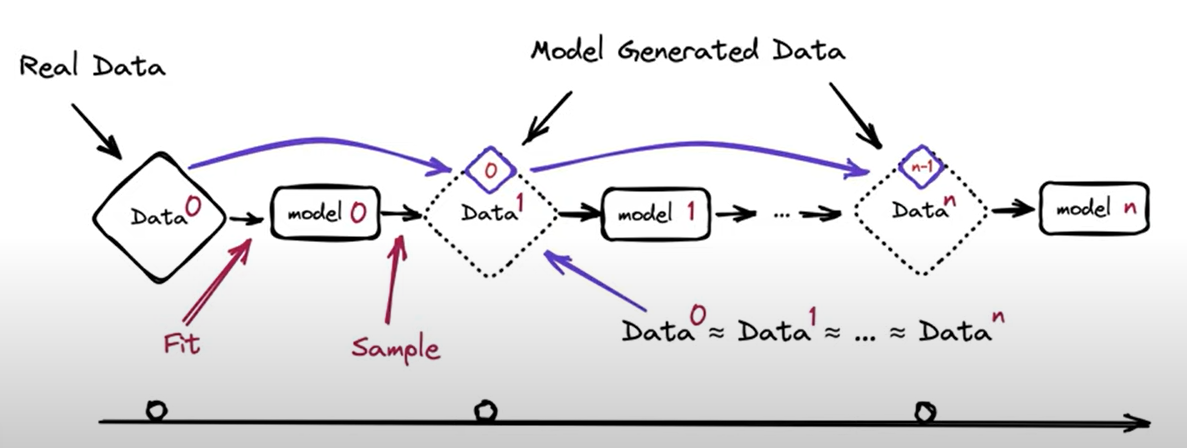 Real Data
Model Generated Data
Data⁰
model 0
0
Data¹
model 1
...
n-1
Dataⁿ
model n
Fit
Sample
Data⁰ ≈ Data¹ ≈ ... ≈ Dataⁿ